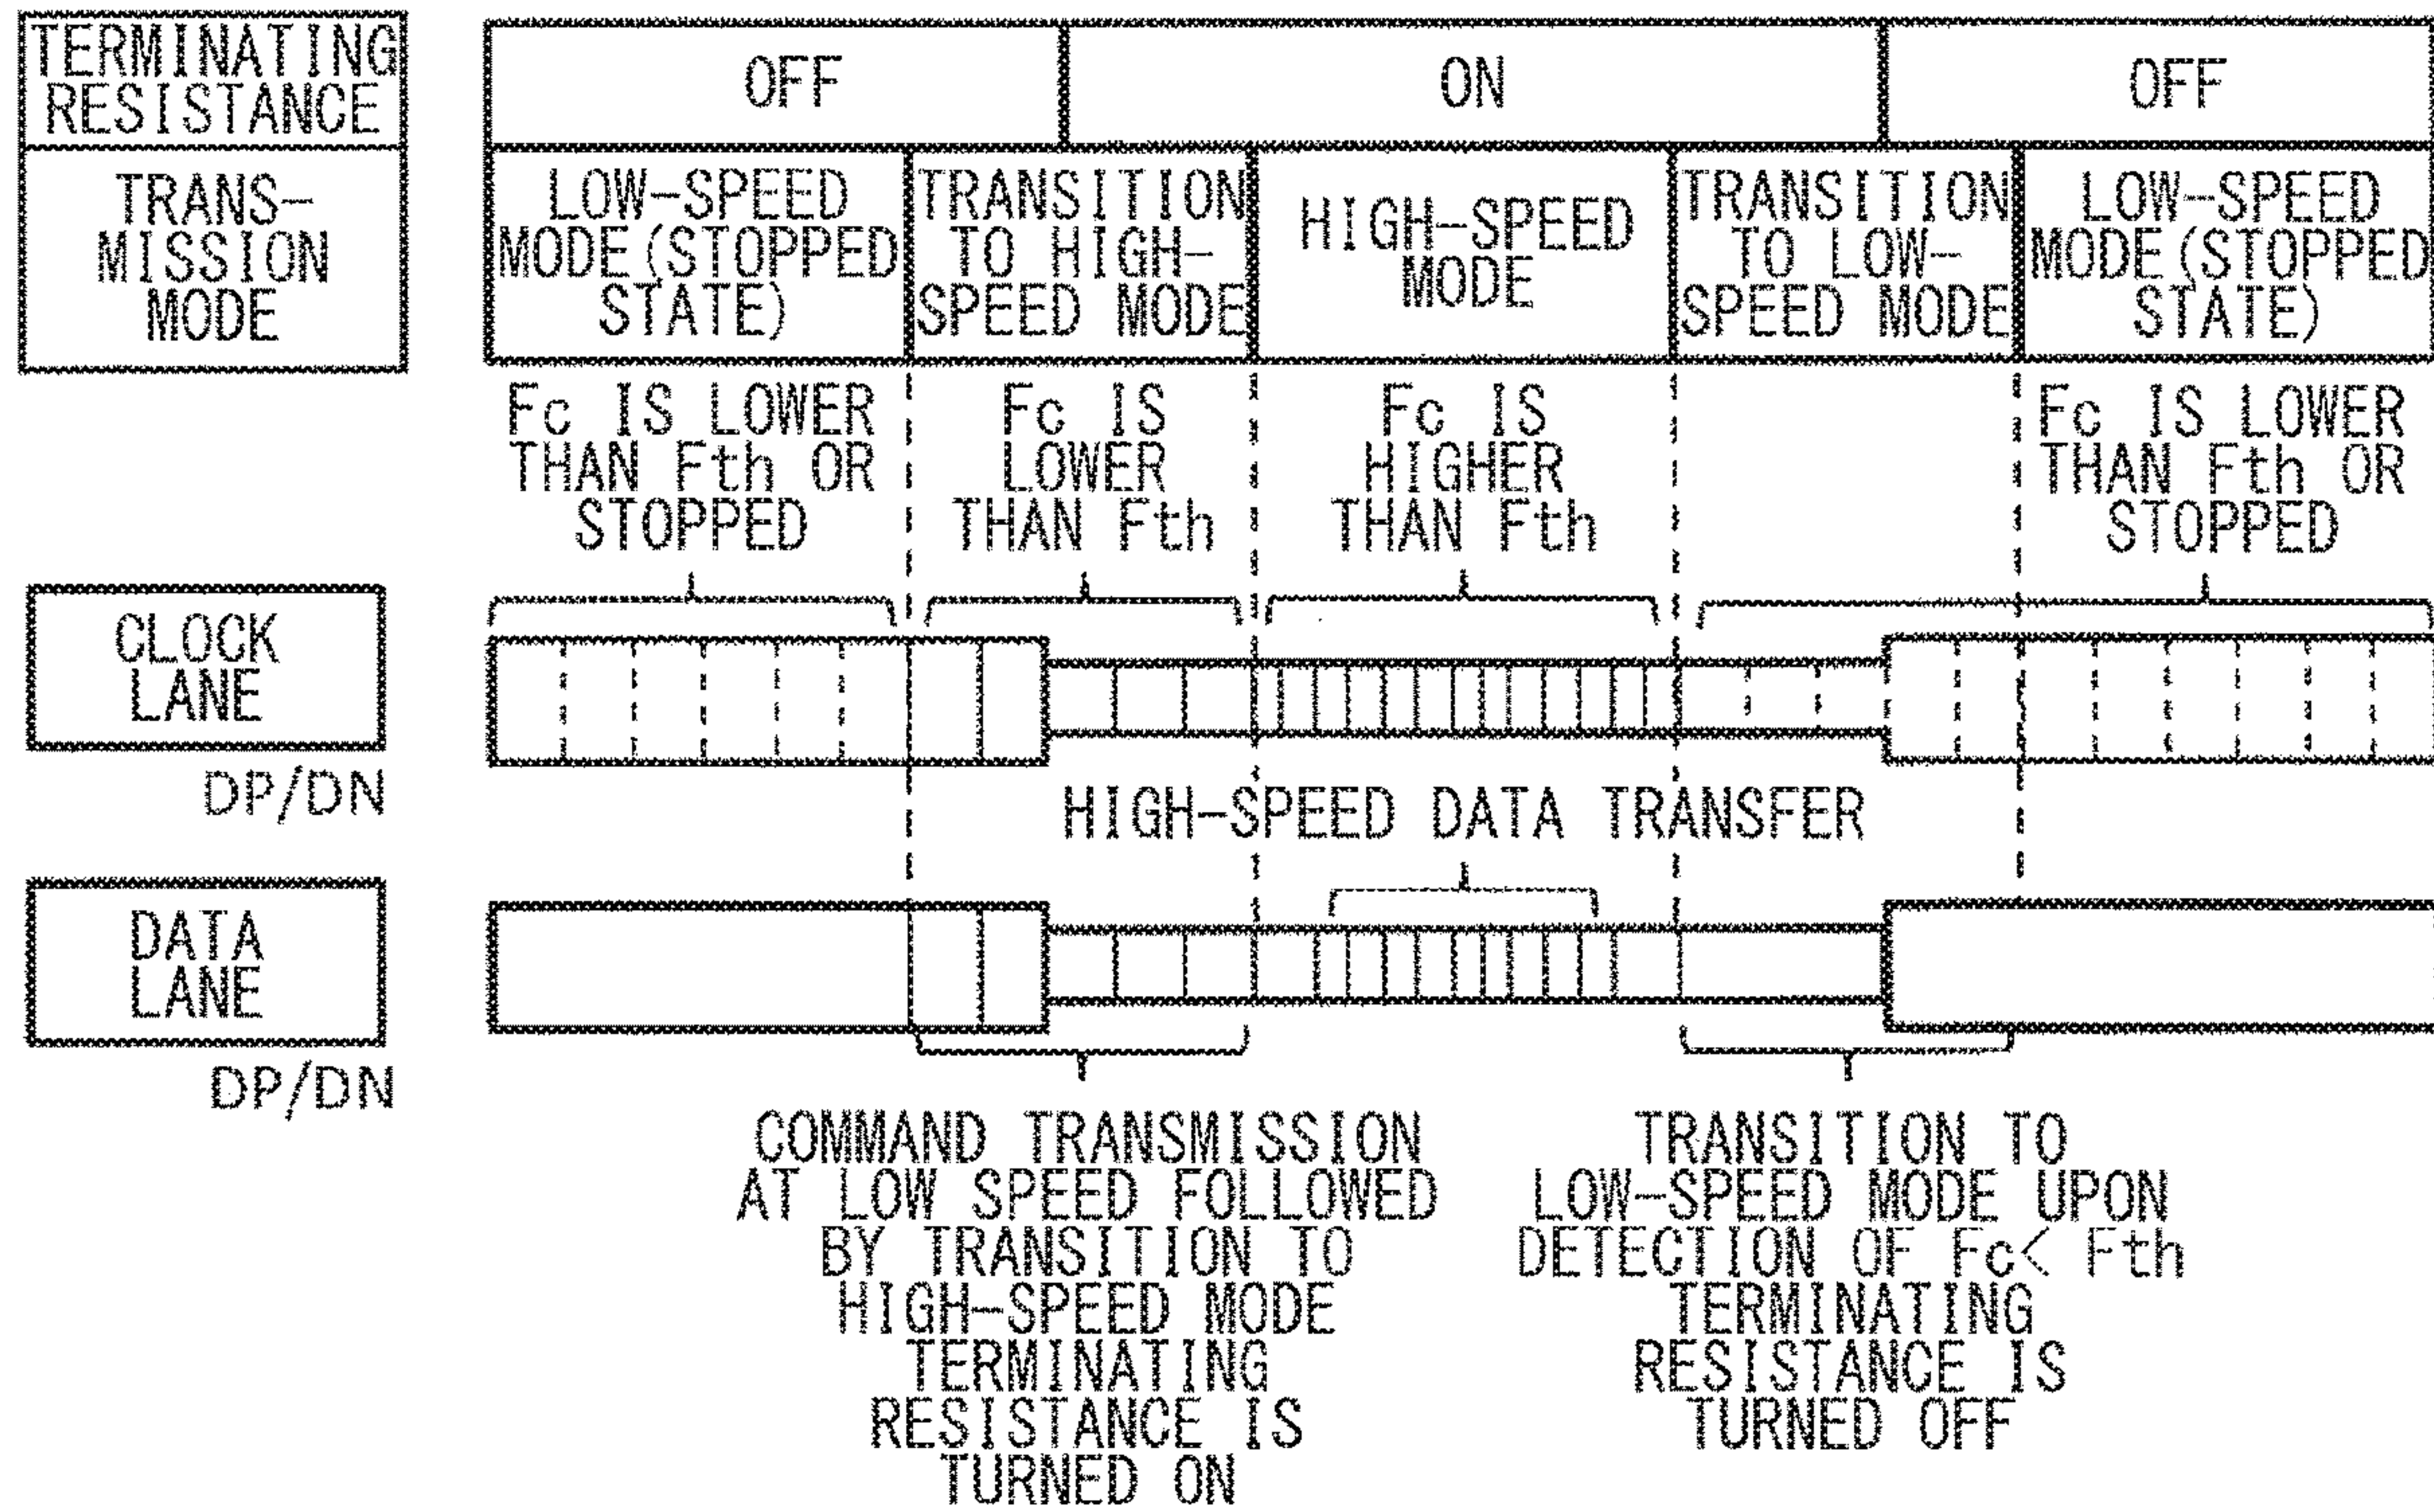 TERMINATING
RESISTANCE
OFF
ON
OFF
TRANS-
MISSION
MODE
LOW-SPEED
MODE(STOPPED
STATE)
TRANSITION
TO HIGH-
SPEED MODE
HIGH-SPEED
MODE
TRANSITION
TO LOW-
SPEED MODE
LOW-SPEED
MODE(STOPPED
STATE)
Fc IS LOWER
THAN Fth OR
STOPPED
Fc IS
LOWER
THAN Fth
Fc IS
HIGHER
THAN Fth
Fc IS LOWER
THAN Fth OR
STOPPED
CLOCK
LANE
DP/DN
HIGH-SPEED DATA TRANSFER
DATA
LANE
DP/DN
COMMAND TRANSMISSION
AT LOW SPEED FOLLOWED
BY TRANSITION TO
HIGH-SPEED MODE
TERMINATING
RESISTANCE IS
TURNED ON
TRANSITION TO
LOW-SPEED MODE UPON
DETECTION OF Fc< Fth
TERMINATING
RESISTANCE IS
TURNED OFF